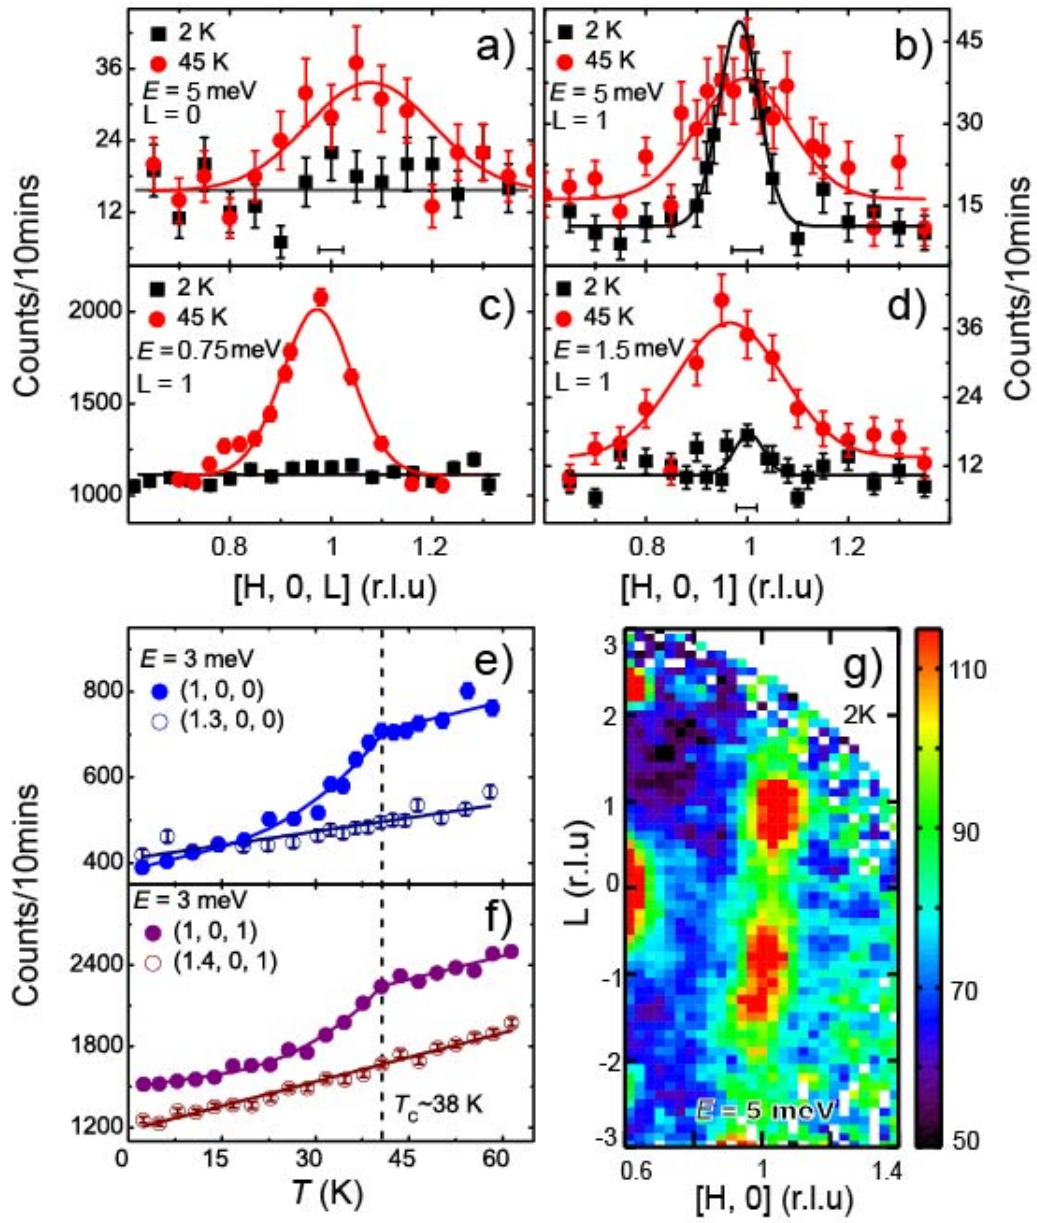 2 K
45 K
E = 5 meV
L = 0
a)
36
24
12
Counts/10mins
2 K
45 K
E = 5 meV
L = 1
b)
45
30
15
Counts/10mins
2 K
45 K
E = 0.75 meV
L = 1
c)
2000
1500
1000
0.8
1
1.2
[H, 0, L] (r.l.u)
2 K
45 K
E = 1.5 meV
L = 1
d)
36
24
12
0.8
1
1.2
[H, 0, 1] (r.l.u)
E = 3 meV
(1, 0, 0)
(1.3, 0, 0)
e)
800
600
400
Counts/10mins
E = 3 meV
(1, 0, 1)
(1.4, 0, 1)
f)
2400
1800
1200
Tc~38 K
0
15
30
45
60
T (K)
g)
2K
3
2
1
0
-1
-2
-3
L (r.l.u)
E = 5 meV
0.6
1
1.4
[H, 0] (r.l.u)
110
90
70
50